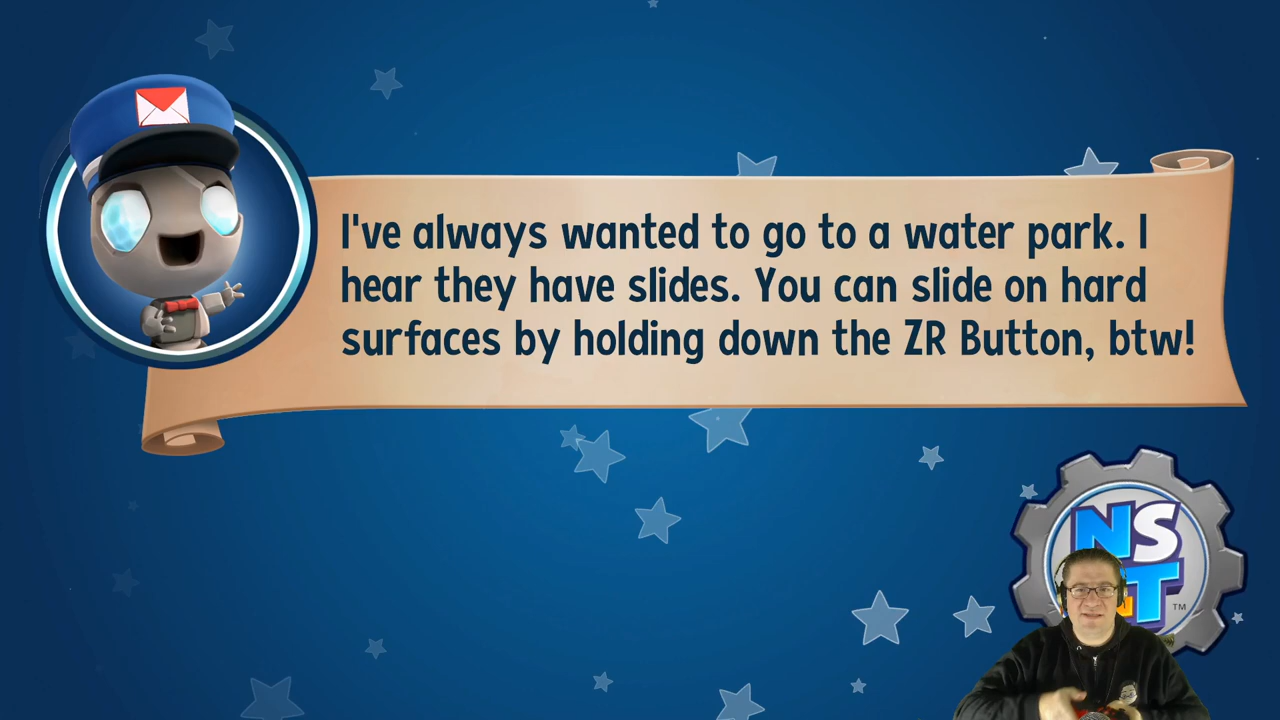 I've always wanted to go to a water park. I
hear they have slides. You can slide on hard
surfaces by holding down the ZR Button, btw!
NS
T TM